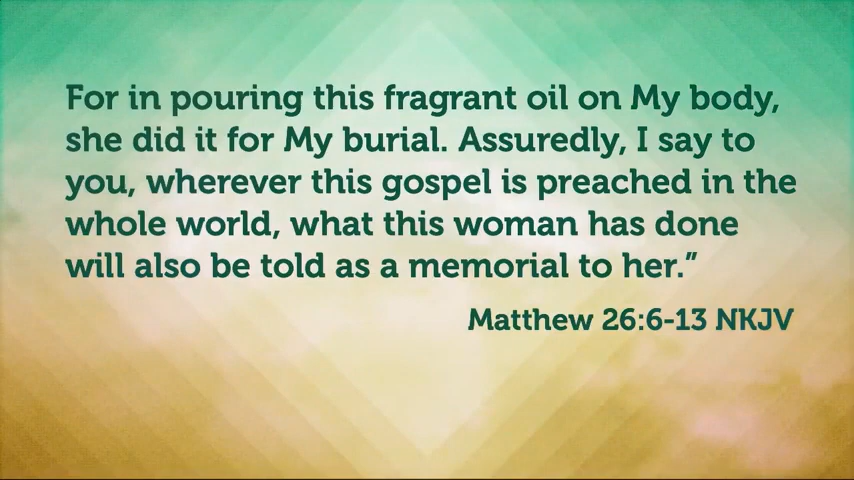 For in pouring this fragrant oil on My body,
she did it for My burial. Assuredly, I say to
you, wherever this gospel is preached in the
whole world, what this woman has done
will also be told as a memorial to her.”
Matthew 26:6-13 NKJV